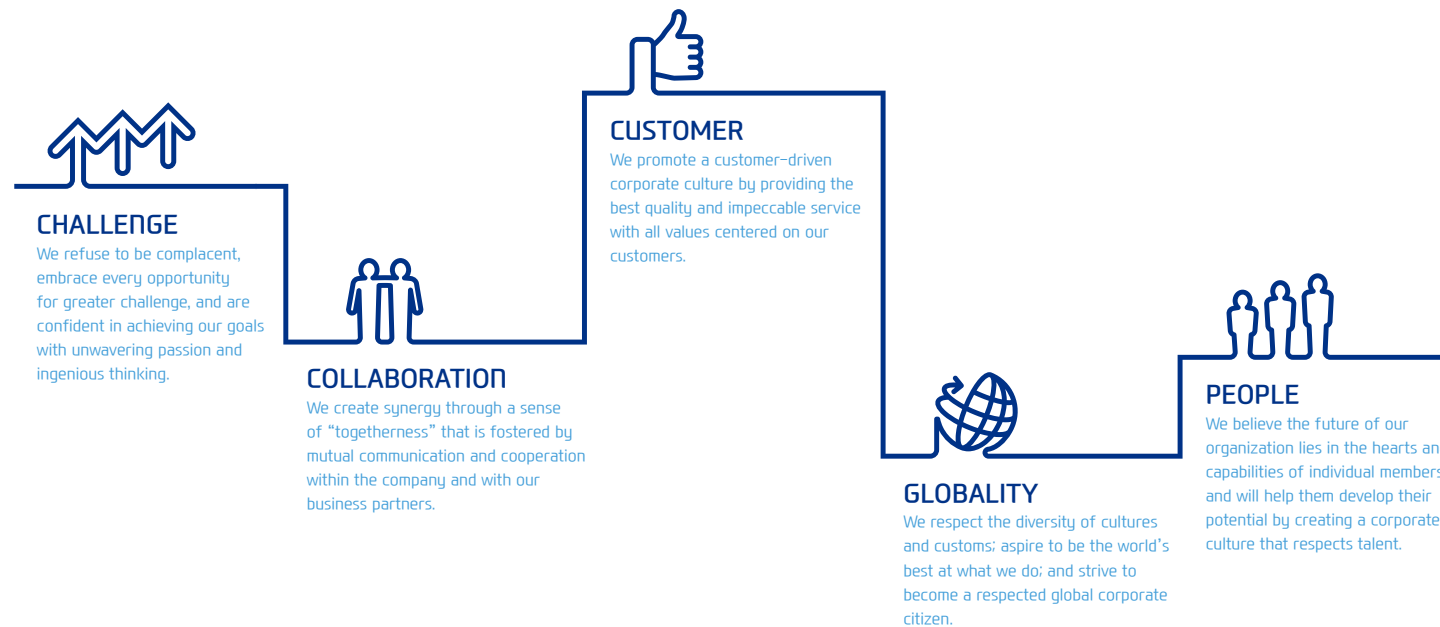 CHALLENGE
We refuse to be complacent,
embrace every opportunity
for greater challenge, and are
confident in achieving our goals
with unwavering passion and
ingenious thinking.
COLLABORATION
We create synergy through a sense
of “togetherness” that is fostered by
mutual communication and cooperation
within the company and with our
business partners.
CUSTOMER
We promote a customer-driven
corporate culture by providing the
best quality and impeccable service
with all values centered on our
customers.
GLOBALITY
We respect the diversity of cultures
and customs; aspire to be the world’s
best at what we do; and strive to
become a respected global corporate
citizen.
PEOPLE
We believe the future of our
organization lies in the hearts an
capabilities of individual members
and will help them develop their
potential by creating a corporate
culture that respects talent.